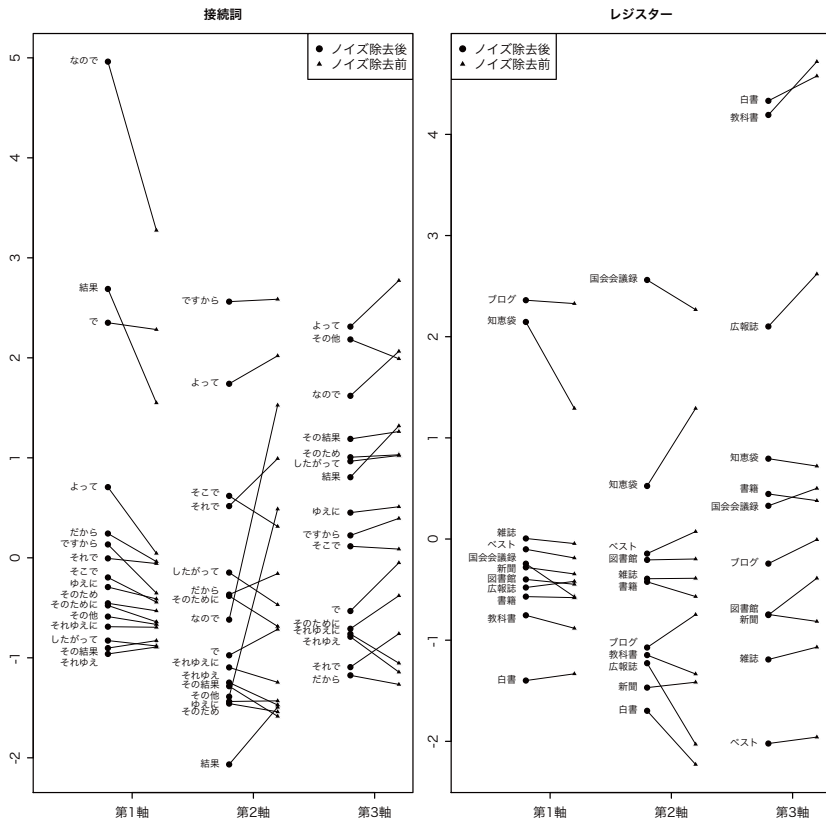 接続詞
ノイズ除去後
ノイズ除去前
5
4
3
2
1
0
-1
-2
なので
結果
で
よって
だから
ですから
それで
そこで
ゆえに
そのため
そのために
その他
それゆえに
したがって
その結果
それゆえ
ですから
よって
そこで
それで
したがって
だから
そのために
なので
で
それゆえに
それゆえ
その結果
その他
ゆえに
そのため
結果
よって
その他
なので
その結果
そのため
したがって
結果
ゆえに
ですから
そこで
で
そのために
それゆえに
それゆえ
それで
だから
第1軸
第2軸
第3軸
レジスター
ノイズ除去後
ノイズ除去前
4
3
2
1
0
-1
-2
ブログ
知恵袋
雑誌
ベスト
国会会議録
新聞
図書館
広報誌
書籍
教科書
白書
国会会議録
知恵袋
ベスト
図書館
雑誌
書籍
ブログ
教科書
広報誌
新聞
白書
白書
教科書
広報誌
知恵袋
書籍
国会会議録
ブログ
図書館
新聞
雑誌
ベスト
第1軸
第2軸
第3軸